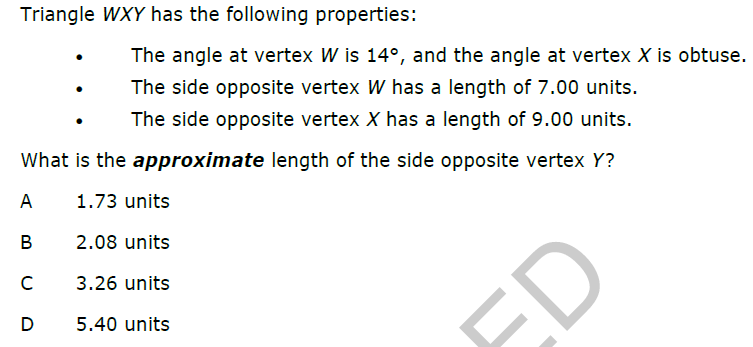 Triangle WXY has the following properties:
• The angle at vertex W is 14°, and the angle at vertex X is obtuse.
• The side opposite vertex W has a length of 7.00 units.
• The side opposite vertex X has a length of 9.00 units.
What is the approximate length of the side opposite vertex Y?
A 1.73 units
B 2.08 units
C 3.26 units
D 5.40 units
ED